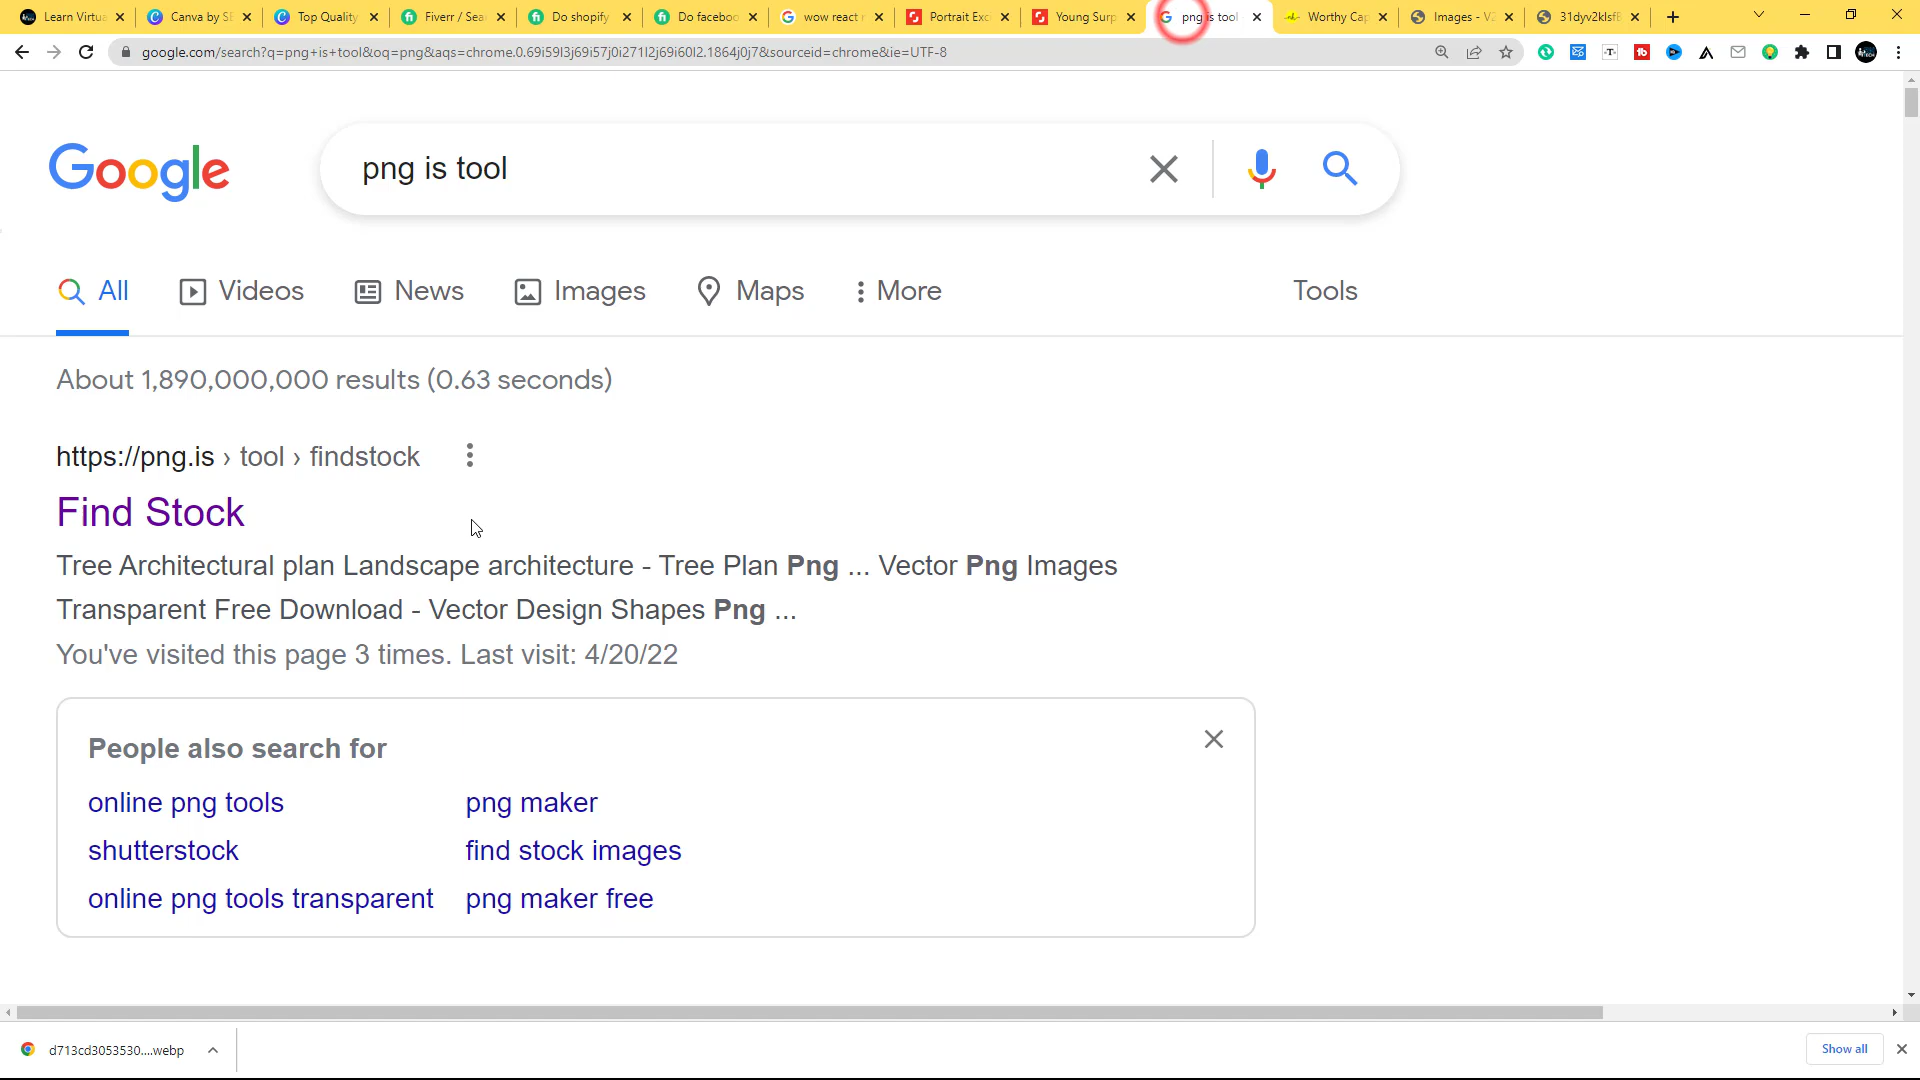 Learn Virtua
Canva by SE
Top Quality
Fiverr / Sear
Do shopify
Do faceboo
wow react
Portrait Exc
Young Surp
png is tool
Worthy Cap
Images - V2
31dyv2klsf
google.com/search?q=png+is+tool&oq=png&aqs=chrome.0.69i59l3j69i57j0i271l2j69i60l2.1864j0j7&sourceid=chrome&ie=UTF-8
Google
png is tool
All
Videos
News
Images
Maps
More
Tools
About 1,890,000,000 results (0.63 seconds)
https://png.is › tool › findstock
Find Stock
Tree Architectural plan Landscape architecture - Tree Plan Png ... Vector Png Images
Transparent Free Download - Vector Design Shapes Png ...
You've visited this page 3 times. Last visit: 4/20/22
People also search for
online png tools
png maker
shutterstock
find stock images
online png tools transparent
png maker free
d713cd3053530....webp
Show all